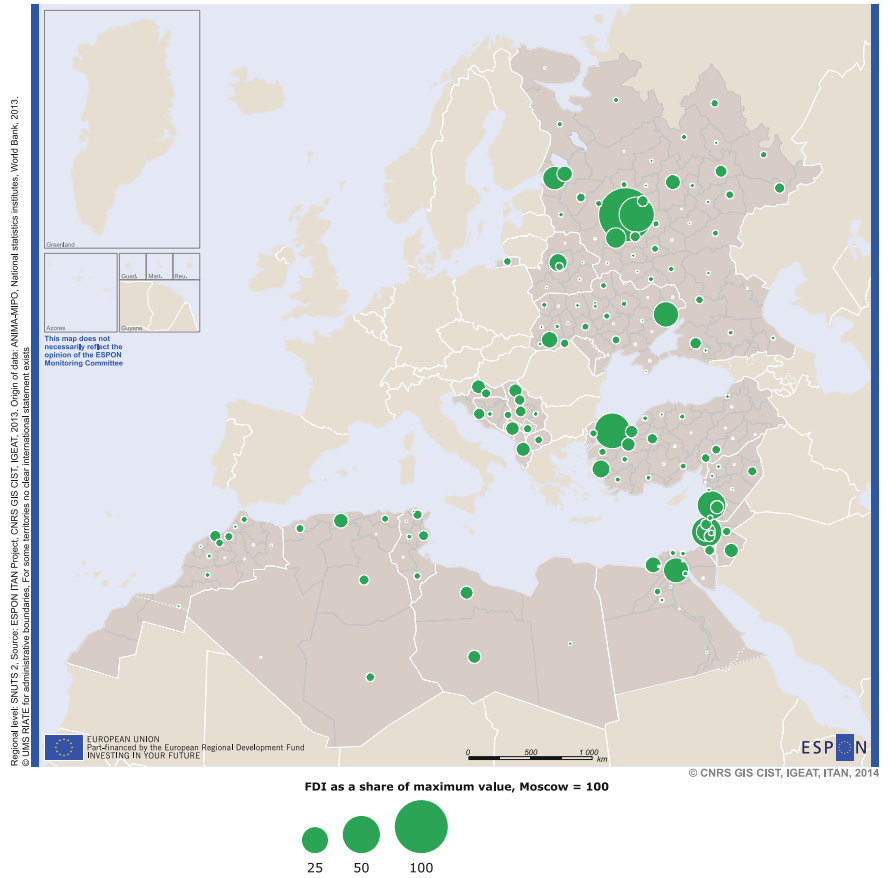 Regional level: SNUTS 2, Source: ESPON ITAN Project, CNRS GIS CIST, IGEAT, 2013. Origin of data: ANIMA-MIPO, National statistics institutes, World Bank, 2013.
© UMS RIATE for administrative boundaries, For some territories no clear international statement exists
Greenland
Guad.
Mart.
Reu.
Azores
Guyane
This map does not
necessarily reflect the
opinion of the ESPON
Monitoring Committee
EUROPEAN UNION
Part-financed by the European Regional Development Fund
INVESTING IN YOUR FUTURE
0 500 1 000
km
ESPON
© CNRS GIS CIST, IGEAT, ITAN, 2014
FDI as a share of maximum value, Moscow = 100
25 50 100